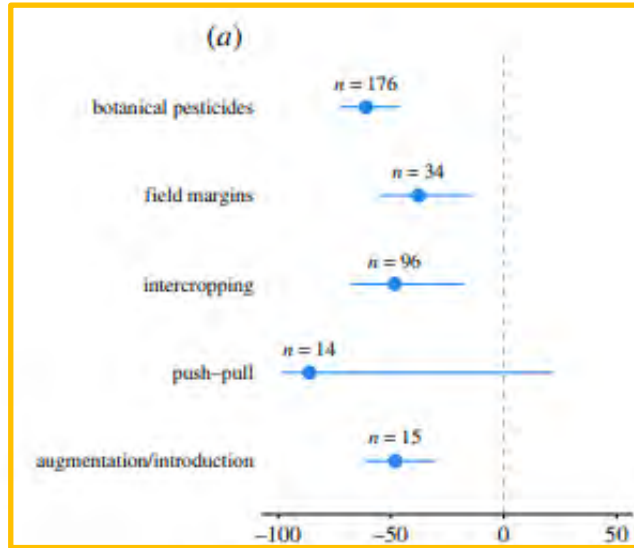 (a)
n = 176
botanical pesticides
n = 34
field margins
n = 96
intercropping
n = 14
push–pull
n = 15
augmentation/introduction
–100 –50 0 50